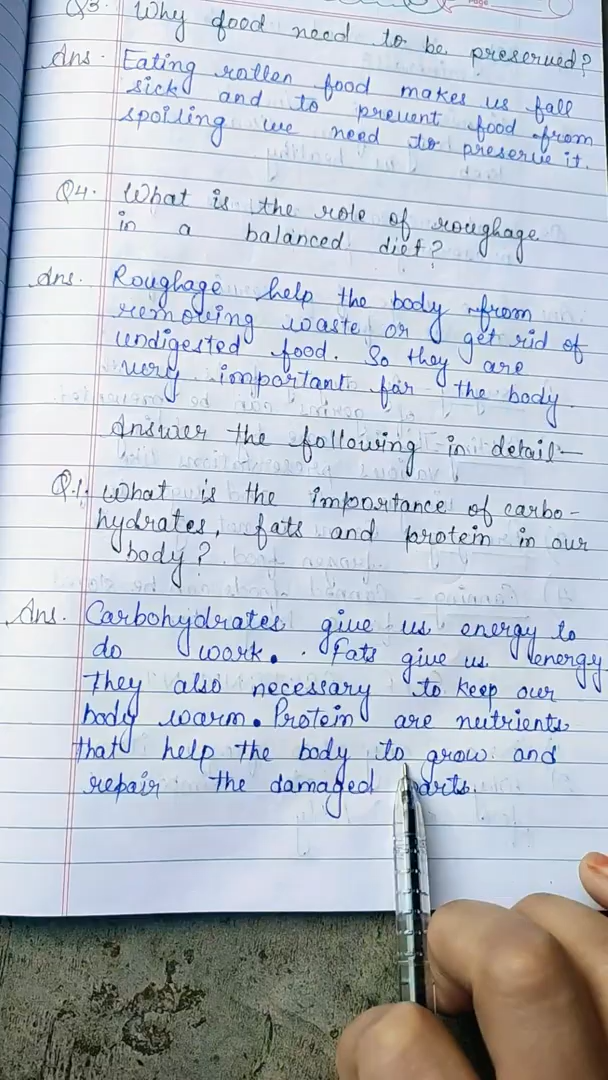 Q3. Why food need to be preserved?
Ans. Eating rotten food makes us fall
sick and to prevent food from
spoiling we need to preserve it.
Q4. What is the role of roughage
in a balanced diet?
Ans. Roughage help the body from
removing waste or get rid of
undigested food. So they are
very important for the body
Answer the following in detail-
Q.1. What is the importance of carbo-
hydrates, fats and protein in our
body?
Ans. Carbohydrates give us energy to
do work. Fats give us energy
They also necessary to keep our
body warm. Protein are nutrients
that help the body to grow and
repair the damaged parts.